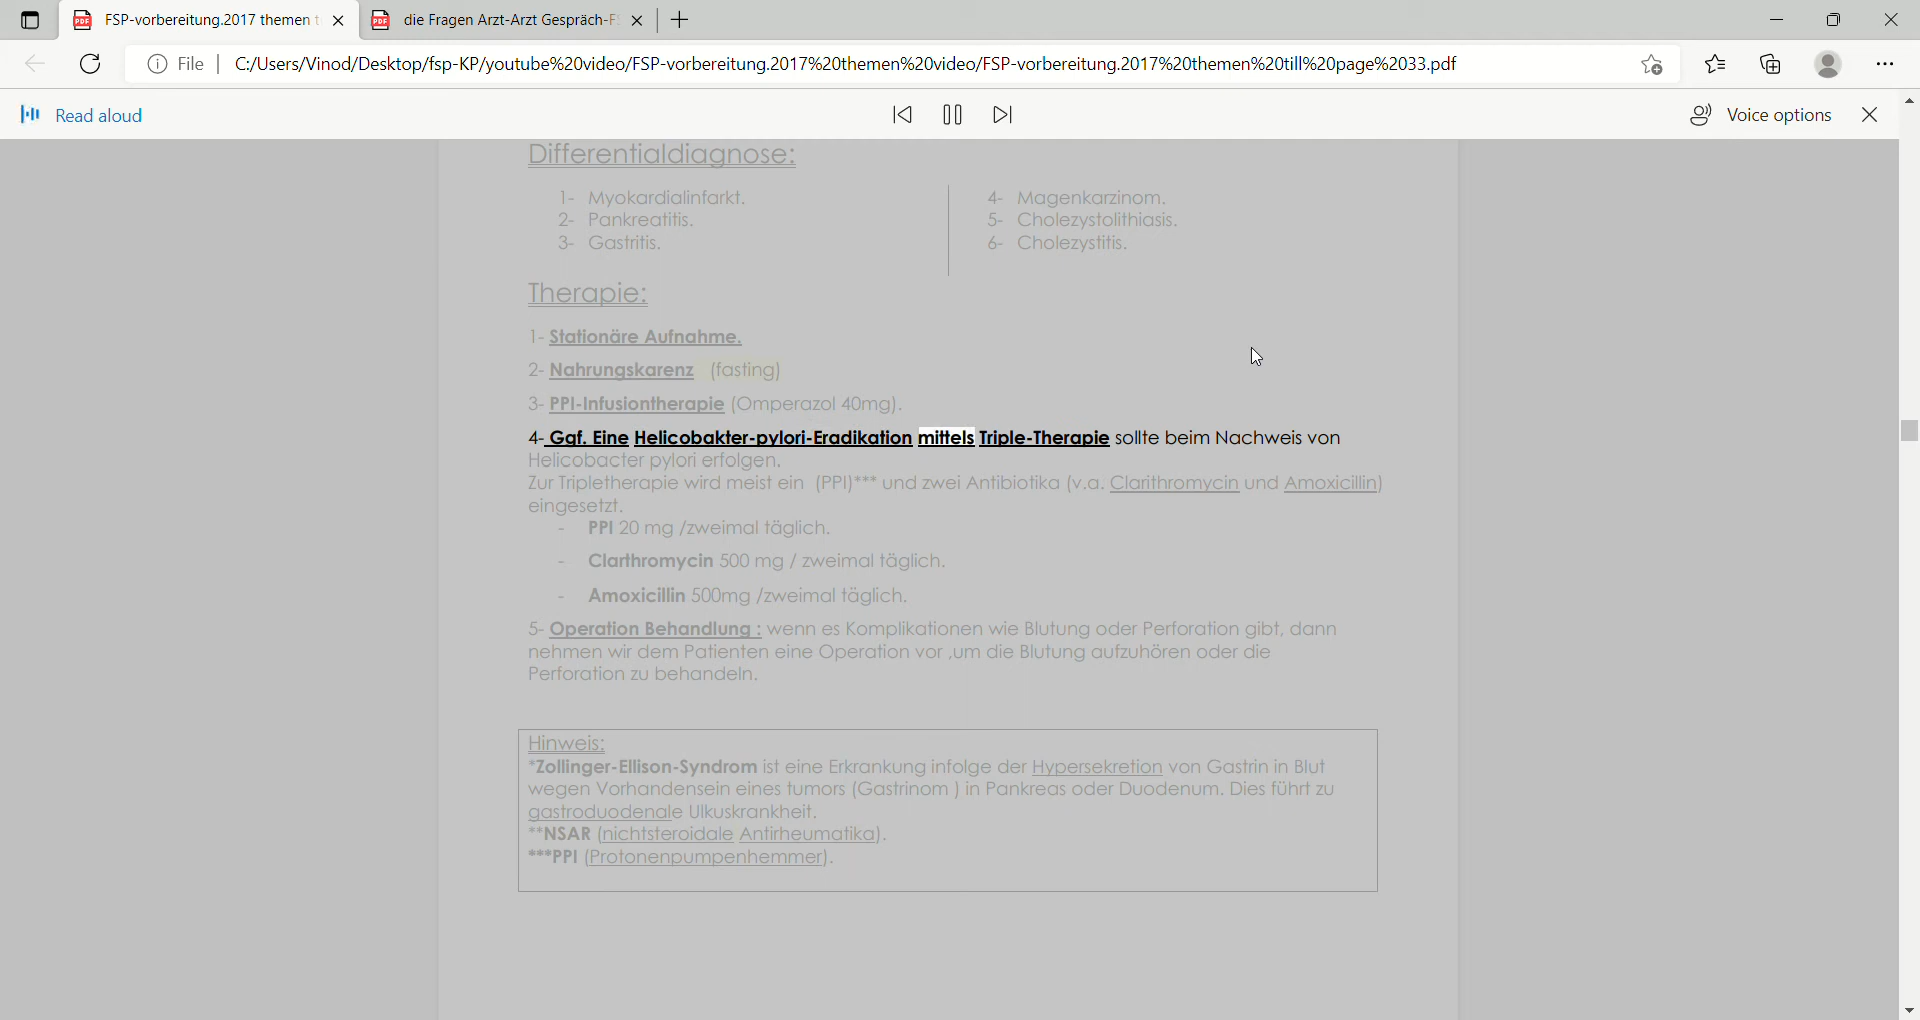 FSP-vorbereitung.2017 themen
die Fragen Arzt-Arzt Gespräch-F
File
C:/Users/Vinod/Desktop/fsp-KP/youtube%20video/FSP-vorbereitung.2017%20themen%20video/FSP-vorbereitung.2017%20themen%20till%20page%2033.pdf
Read aloud
Voice options
Differentialdiagnose:
1- Myokardialinfarkt.
2- Pankreatitis.
3- Gastritis.
4- Magenkarzinom.
5- Cholezystolithiasis.
6- Cholezystitis.
Therapie:
1- Stationäre Aufnahme.
2- Nahrungskarenz (fasting)
3- PPI-Infusiontherapie (Omperazol 40mg).
4- Ggf. Eine Helicobakter-pylori-Eradikation mittels Triple-Therapie sollte beim Nachweis von
Helicobacter pylori erfolgen.
Zur Tripletherapie wird meist ein (PPI)*** und zwei Antibiotika (v.a. Clarithromycin und Amoxicillin)
eingesetzt.
- PPI 20 mg /zweimal täglich.
- Clarthromycin 500 mg / zweimal täglich.
- Amoxicillin 500mg /zweimal täglich.
5- Operation Behandlung : wenn es Komplikationen wie Blutung oder Perforation gibt, dann
nehmen wir dem Patienten eine Operation vor ,um die Blutung aufzuhören oder die
Perforation zu behandeln.
Hinweis:
*Zollinger-Ellison-Syndrom ist eine Erkrankung infolge der Hypersekretion von Gastrin in Blut
wegen Vorhandensein eines tumors (Gastrinom ) in Pankreas oder Duodenum. Dies führt zu
gastroduodenale Ulkuskrankheit.
**NSAR (nichtsteroidale Antirheumatika).
***PPI (Protonenpumpenhemmer).